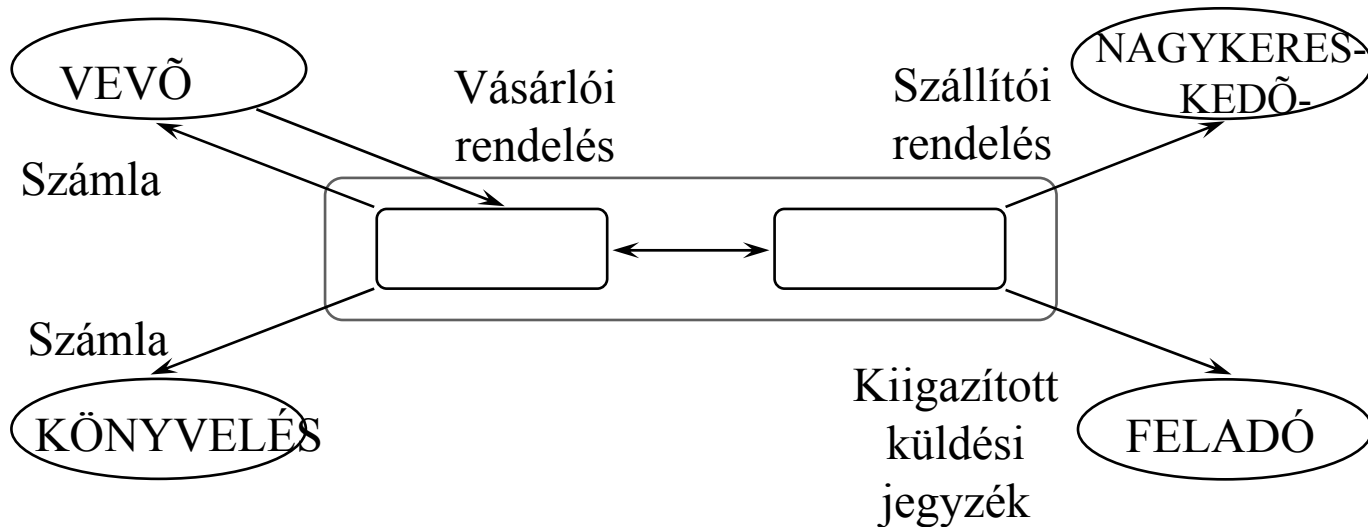 VEVÕ
Vásárlói
rendelés
Szállítói
rendelés
NAGYKERES-
KEDÕ-
Számla
Számla
KÖNYVELÉS
Kiigazított
küldési
jegyzék
FELADÓ